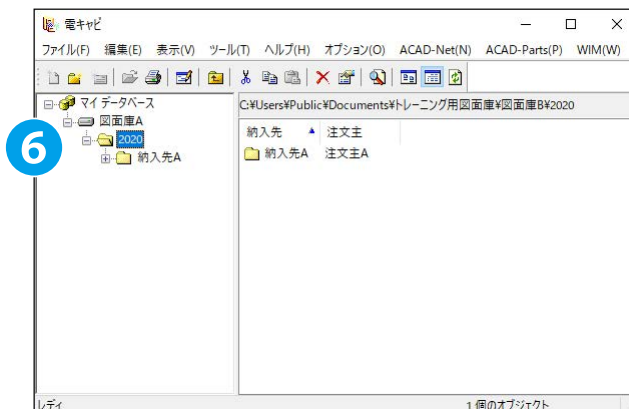 電キャビ
ファイル(F) 編集(E) 表示(V) ツール(T) ヘルプ(H) オプション(O) ACAD-Net(N) ACAD-Parts(P) WIM(W)
マイ データベース
図面庫A
2020
納入先A
6
C:¥Users¥Public¥Documents¥トレーニング用図面庫¥図面庫B¥2020
納入先 注文主
納入先A 注文主A
レディ 1 個のオブジェクト